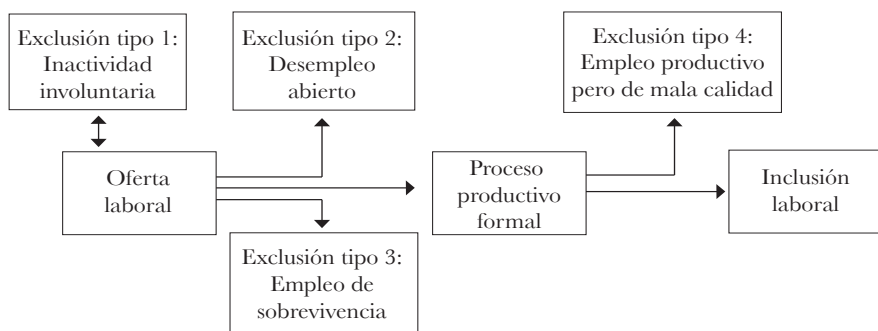 Exclusión tipo 1:
Inactividad
involuntaria
Exclusión tipo 2:
Desempleo
abierto
Exclusión tipo 4:
Empleo productivo
pero de mala calidad
Oferta
laboral
Proceso
productivo
formal
Inclusión
laboral
Exclusión tipo 3:
Empleo de
sobrevivencia